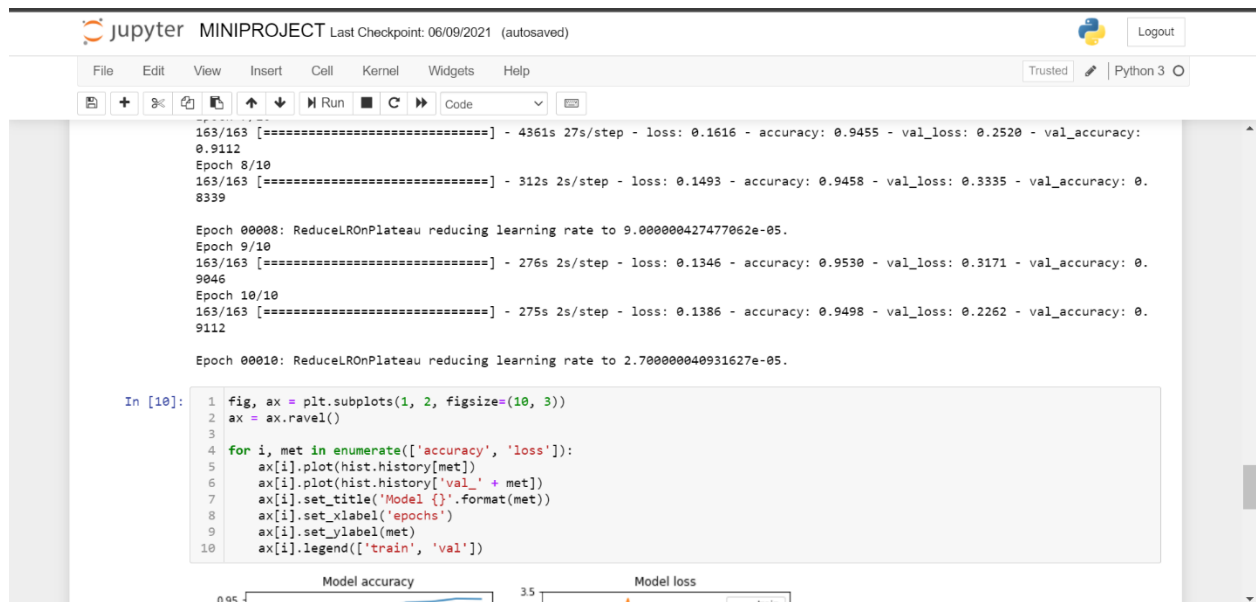 jupyter MINIPROJECT Last Checkpoint: 06/09/2021 (autosaved)
Logout
File Edit View Insert Cell Kernel Widgets Help
Trusted Python 3
Run Code
163/163 [==============================] - 4361s 27s/step - loss: 0.1616 - accuracy: 0.9455 - val_loss: 0.2520 - val_accuracy:
0.9112
Epoch 8/10
163/163 [==============================] - 312s 2s/step - loss: 0.1493 - accuracy: 0.9458 - val_loss: 0.3335 - val_accuracy: 0.
8339
Epoch 00008: ReduceLROnPlateau reducing learning rate to 9.000000427477062e-05.
Epoch 9/10
163/163 [==============================] - 276s 2s/step - loss: 0.1346 - accuracy: 0.9530 - val_loss: 0.3171 - val_accuracy: 0.
9046
Epoch 10/10
163/163 [==============================] - 275s 2s/step - loss: 0.1386 - accuracy: 0.9498 - val_loss: 0.2262 - val_accuracy: 0.
9112
Epoch 00010: ReduceLROnPlateau reducing learning rate to 2.700000040931627e-05.
In [10]:
1 fig, ax = plt.subplots(1, 2, figsize=(10, 3))
2 ax = ax.ravel()
3
4 for i, met in enumerate(['accuracy', 'loss']):
5     ax[i].plot(hist.history[met])
6     ax[i].plot(hist.history['val_' + met])
7     ax[i].set_title('Model {}'.format(met))
8     ax[i].set_xlabel('epochs')
9     ax[i].set_ylabel(met)
10     ax[i].legend(['train', 'val'])
Model accuracy Model loss
0.95 3.5